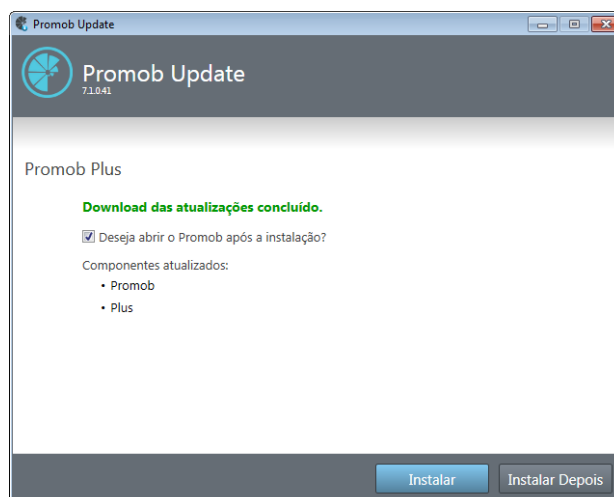 Promob Update
Promob Update
7.1.0.41
Promob Plus
Download das atualizações concluído.
Deseja abrir o Promob após a instalação?
Componentes atualizados:
• Promob
• Plus
Instalar
Instalar Depois